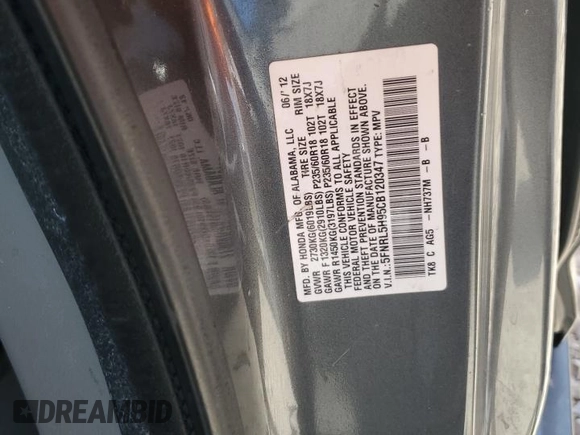 MFD. BY HONDA MFG. OF ALABAMA, LLC 06/'12
TIRE SIZE RIM SIZE
GVWR 2730KG(6019LBS) P235/60R18 102T 18X7J
GAWR F1320KG(2910LBS) P235/60R18 102T 18X7J
GAWR R1450KG(3197LBS)
THIS VEHICLE CONFORMS TO ALL APPLICABLE
FEDERAL MOTOR VEHICLE SAFETY
AND THEFT PREVENTION STANDARDS IN EFFECT
ON THE DATE OF MANUFACTURE SHOWN ABOVE.
V.I.N.:5FNRL5H95CB120347 TYPE: MPV
TK8 C AG5 -NH737M -B -B
DREAMBID